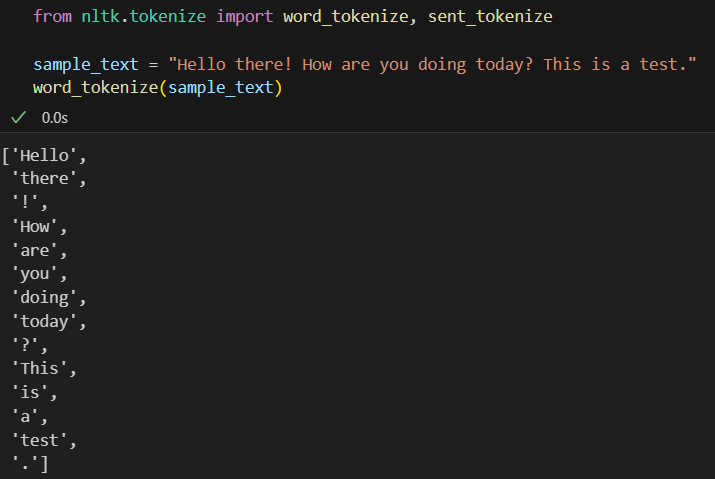 from nltk.tokenize import word_tokenize, sent_tokenize
sample_text = "Hello there! How are you doing today? This is a test."
word_tokenize(sample_text)
0.0s
['Hello',
'there',
'!',
'How',
'are',
'you',
'doing',
'today',
'?',
'This',
'is',
'a',
'test',
'.']